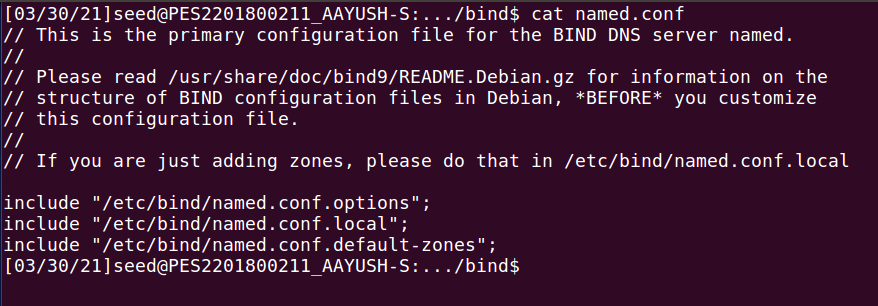 [03/30/21]seed@PES2201800211_AAYUSH-S:.../bind$ cat named.conf
// This is the primary configuration file for the BIND DNS server named.
//
// Please read /usr/share/doc/bind9/README.Debian.gz for information on the
// structure of BIND configuration files in Debian, *BEFORE* you customize
// this configuration file.
//
// If you are just adding zones, please do that in /etc/bind/named.conf.local

include "/etc/bind/named.conf.options";
include "/etc/bind/named.conf.local";
include "/etc/bind/named.conf.default-zones";
[03/30/21]seed@PES2201800211_AAYUSH-S:.../bind$